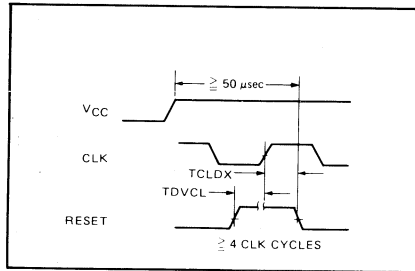 ≧ 50 μsec
VCC
CLK
TCLDX
TDVCL
RESET
≧ 4 CLK CYCLES